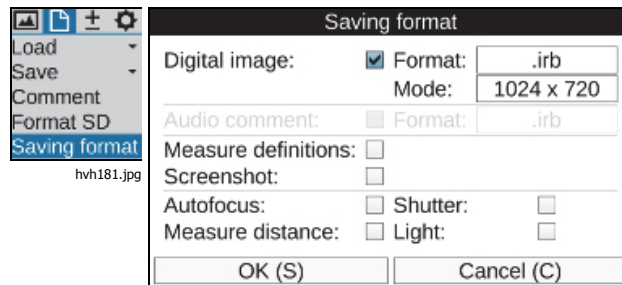 Load
Save
Comment
Format SD
Saving format
hvh181.jpg
Saving format
Digital image: Format: .irb
Mode: 1024 x 720
Audio comment: Format: .irb
Measure definitions:
Screenshot:
Autofocus: Shutter:
Measure distance: Light:
OK (S) Cancel (C)